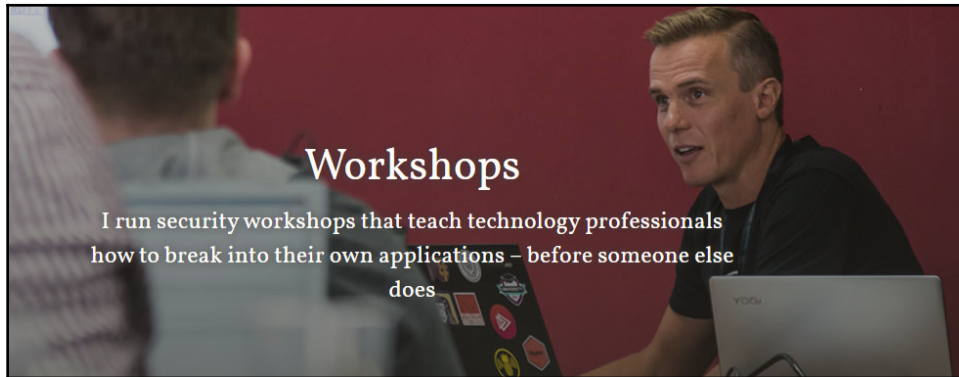 Workshops
I run security workshops that teach technology professionals
how to break into their own applications – before someone else
does
YOGA